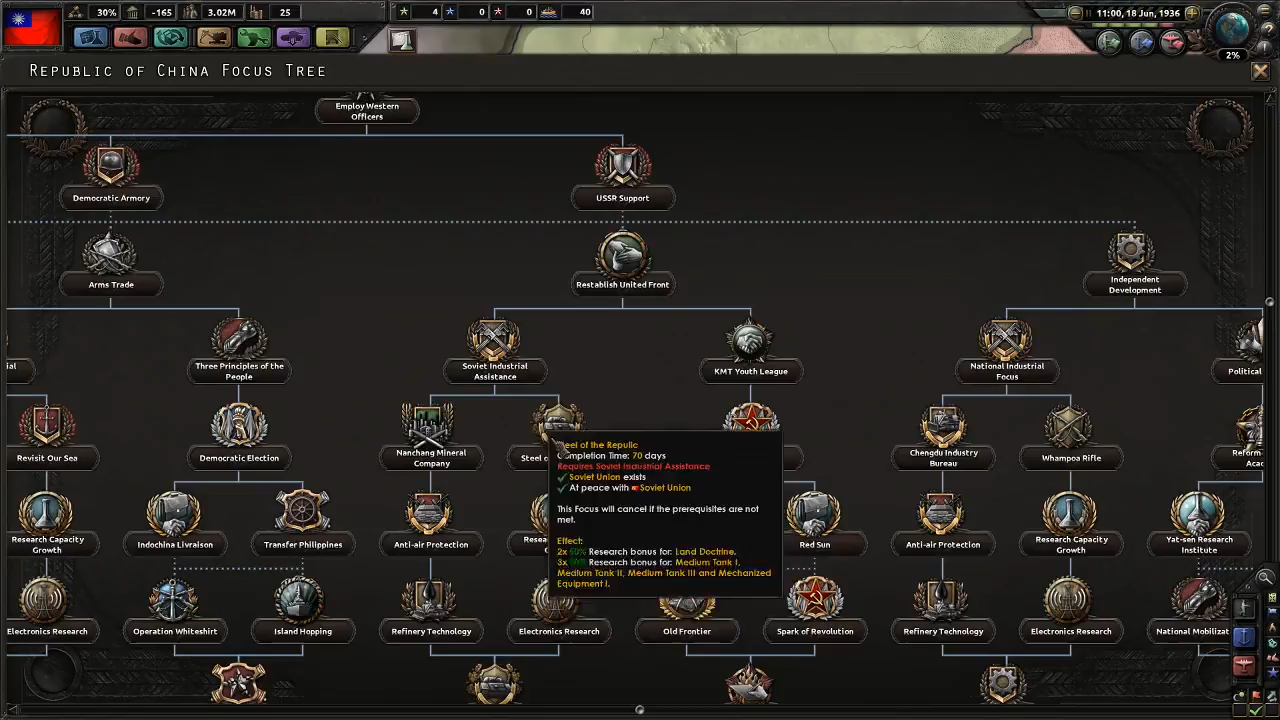 30% -165 3.02M 25 4 0 0 40 11:00, 18 Jun, 1936
2%
Republic of China Focus Tree
Employ Western
Officers
Democratic Armory
USSR Support
Arms Trade
Restablish United Front
Independent
Development
ial
Three Principles of the
People
Soviet Industrial
Assistance
KMT Youth League
National Industrial
Focus
Political
Revisit Our Sea
Democratic Election
Nanchang Mineral
Company
Steel o
Chengdu Industry
Bureau
Whampoa Rifle
Reform
Aca
eel of the Repulic
Completion Time: 70 days
Requires Soviet Industrial Assistance
Soviet Union exists
At peace with Soviet Union
This Focus will cancel if the prerequisites are not
met.
Effect:
2x 50% Research bonus for: Land Doctrine.
3x Research bonus for: Medium Tank I,
Medium Tank II, Medium Tank III and Mechanized
Equipment I.
Research Capacity
Growth
Indochina Livraison
Transfer Philippines
Anti-air Protection
Resea
Red Sun
Anti-air Protection
Research Capacity
Growth
Yat-sen Research
Institute
Electronics Research
Operation Whiteshirt
Island Hopping
Refinery Technology
Electronics Research
Old Frontier
Spark of Revolution
Refinery Technology
Electronics Research
National Mobilizat